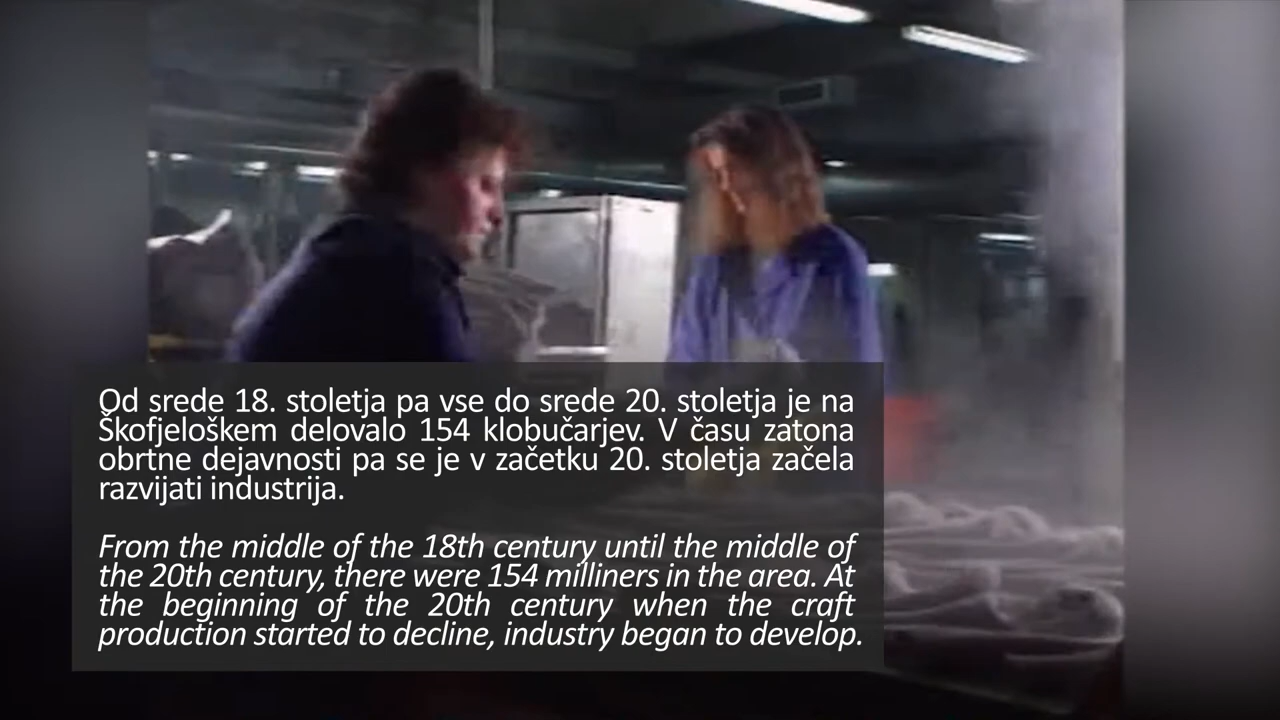 Od srede 18. stoletja pa vse do srede 20. stoletja je na
Škofjeloškem delovalo 154 klobučarjev. V času zatona
obrtne dejavnosti pa se je v začetku 20. stoletja začela
razvijati industrija.
From the middle of the 18th century until the middle of
the 20th century, there were 154 milliners in the area. At
the beginning of the 20th century when the craft
production started to decline, industry began to develop.